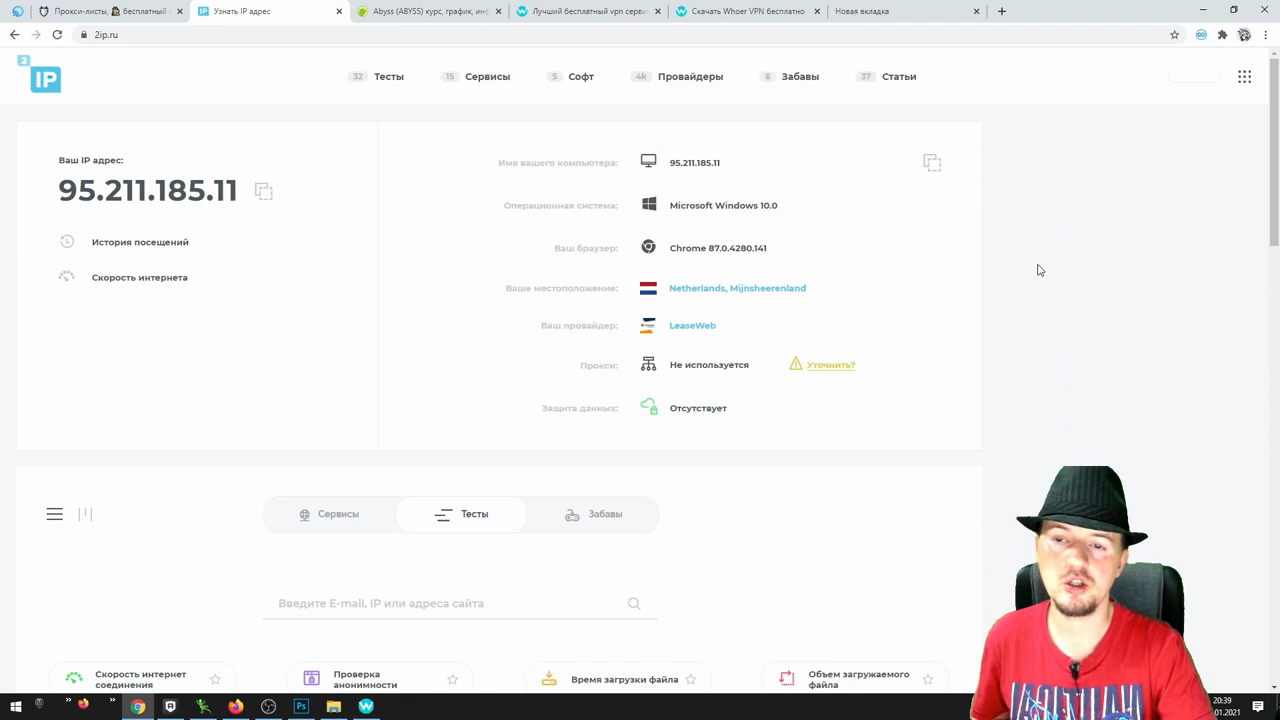 Прокси-листы, 🕵 бесплатный
Узнать IP адрес
Abyss (ABYSS) курс, график, инф
Лучший бесплатный vpn серви
Скачать Whoer VPN бесплатно
Новая вкладка
2ip.ru
2
IP
32 Тесты
15 Сервисы
5 Софт
4k Провайдеры
6 Забавы
37 Статьи
Ваш IP адрес:
95.211.185.11
История посещений
Скорость интернета
Имя вашего компьютера: 95.211.185.11
Операционная система: Microsoft Windows 10.0
Ваш браузер: Chrome 87.0.4280.141
Ваше местоположение: Netherlands, Mijnsheerenland
Ваш провайдер: LeaseWeb
Прокси: Не используется Уточнить?
Защита данных: Отсутствует
Сервисы
Тесты
Забавы
Введите E-mail, IP или адреса сайта
Скорость интернет
соединения
Проверка
анонимности
Время загрузки файла
Объем загружаемого
файла
20:39
.01.2021